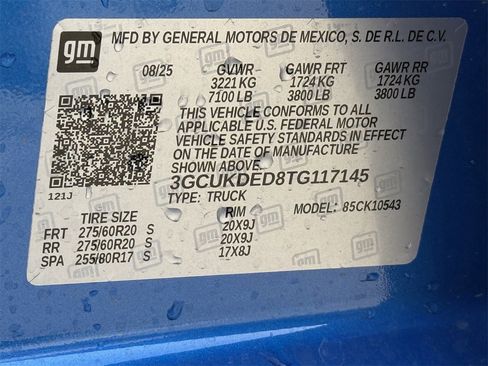 gm
MFD BY GENERAL MOTORS DE MEXICO, S. DE R.L. DE C.V.
08/25 GVWR GAWR FRT GAWR RR
3221 KG 1724 KG 1724 KG
7100 LB 3800 LB 3800 LB
THIS VEHICLE CONFORMS TO ALL
APPLICABLE U.S. FEDERAL MOTOR
VEHICLE SAFETY STANDARDS IN EFFECT
ON THE DATE OF MANUFACTURE
SHOWN ABOVE.
3GCUKDED8TG117145
121J TYPE: TRUCK
TIRE SIZE RIM MODEL: 85CK10543
FRT 275/60R20 S 20X9J
RR 275/60R20 S 20X9J
SPA 255/80R17 S 17X8J